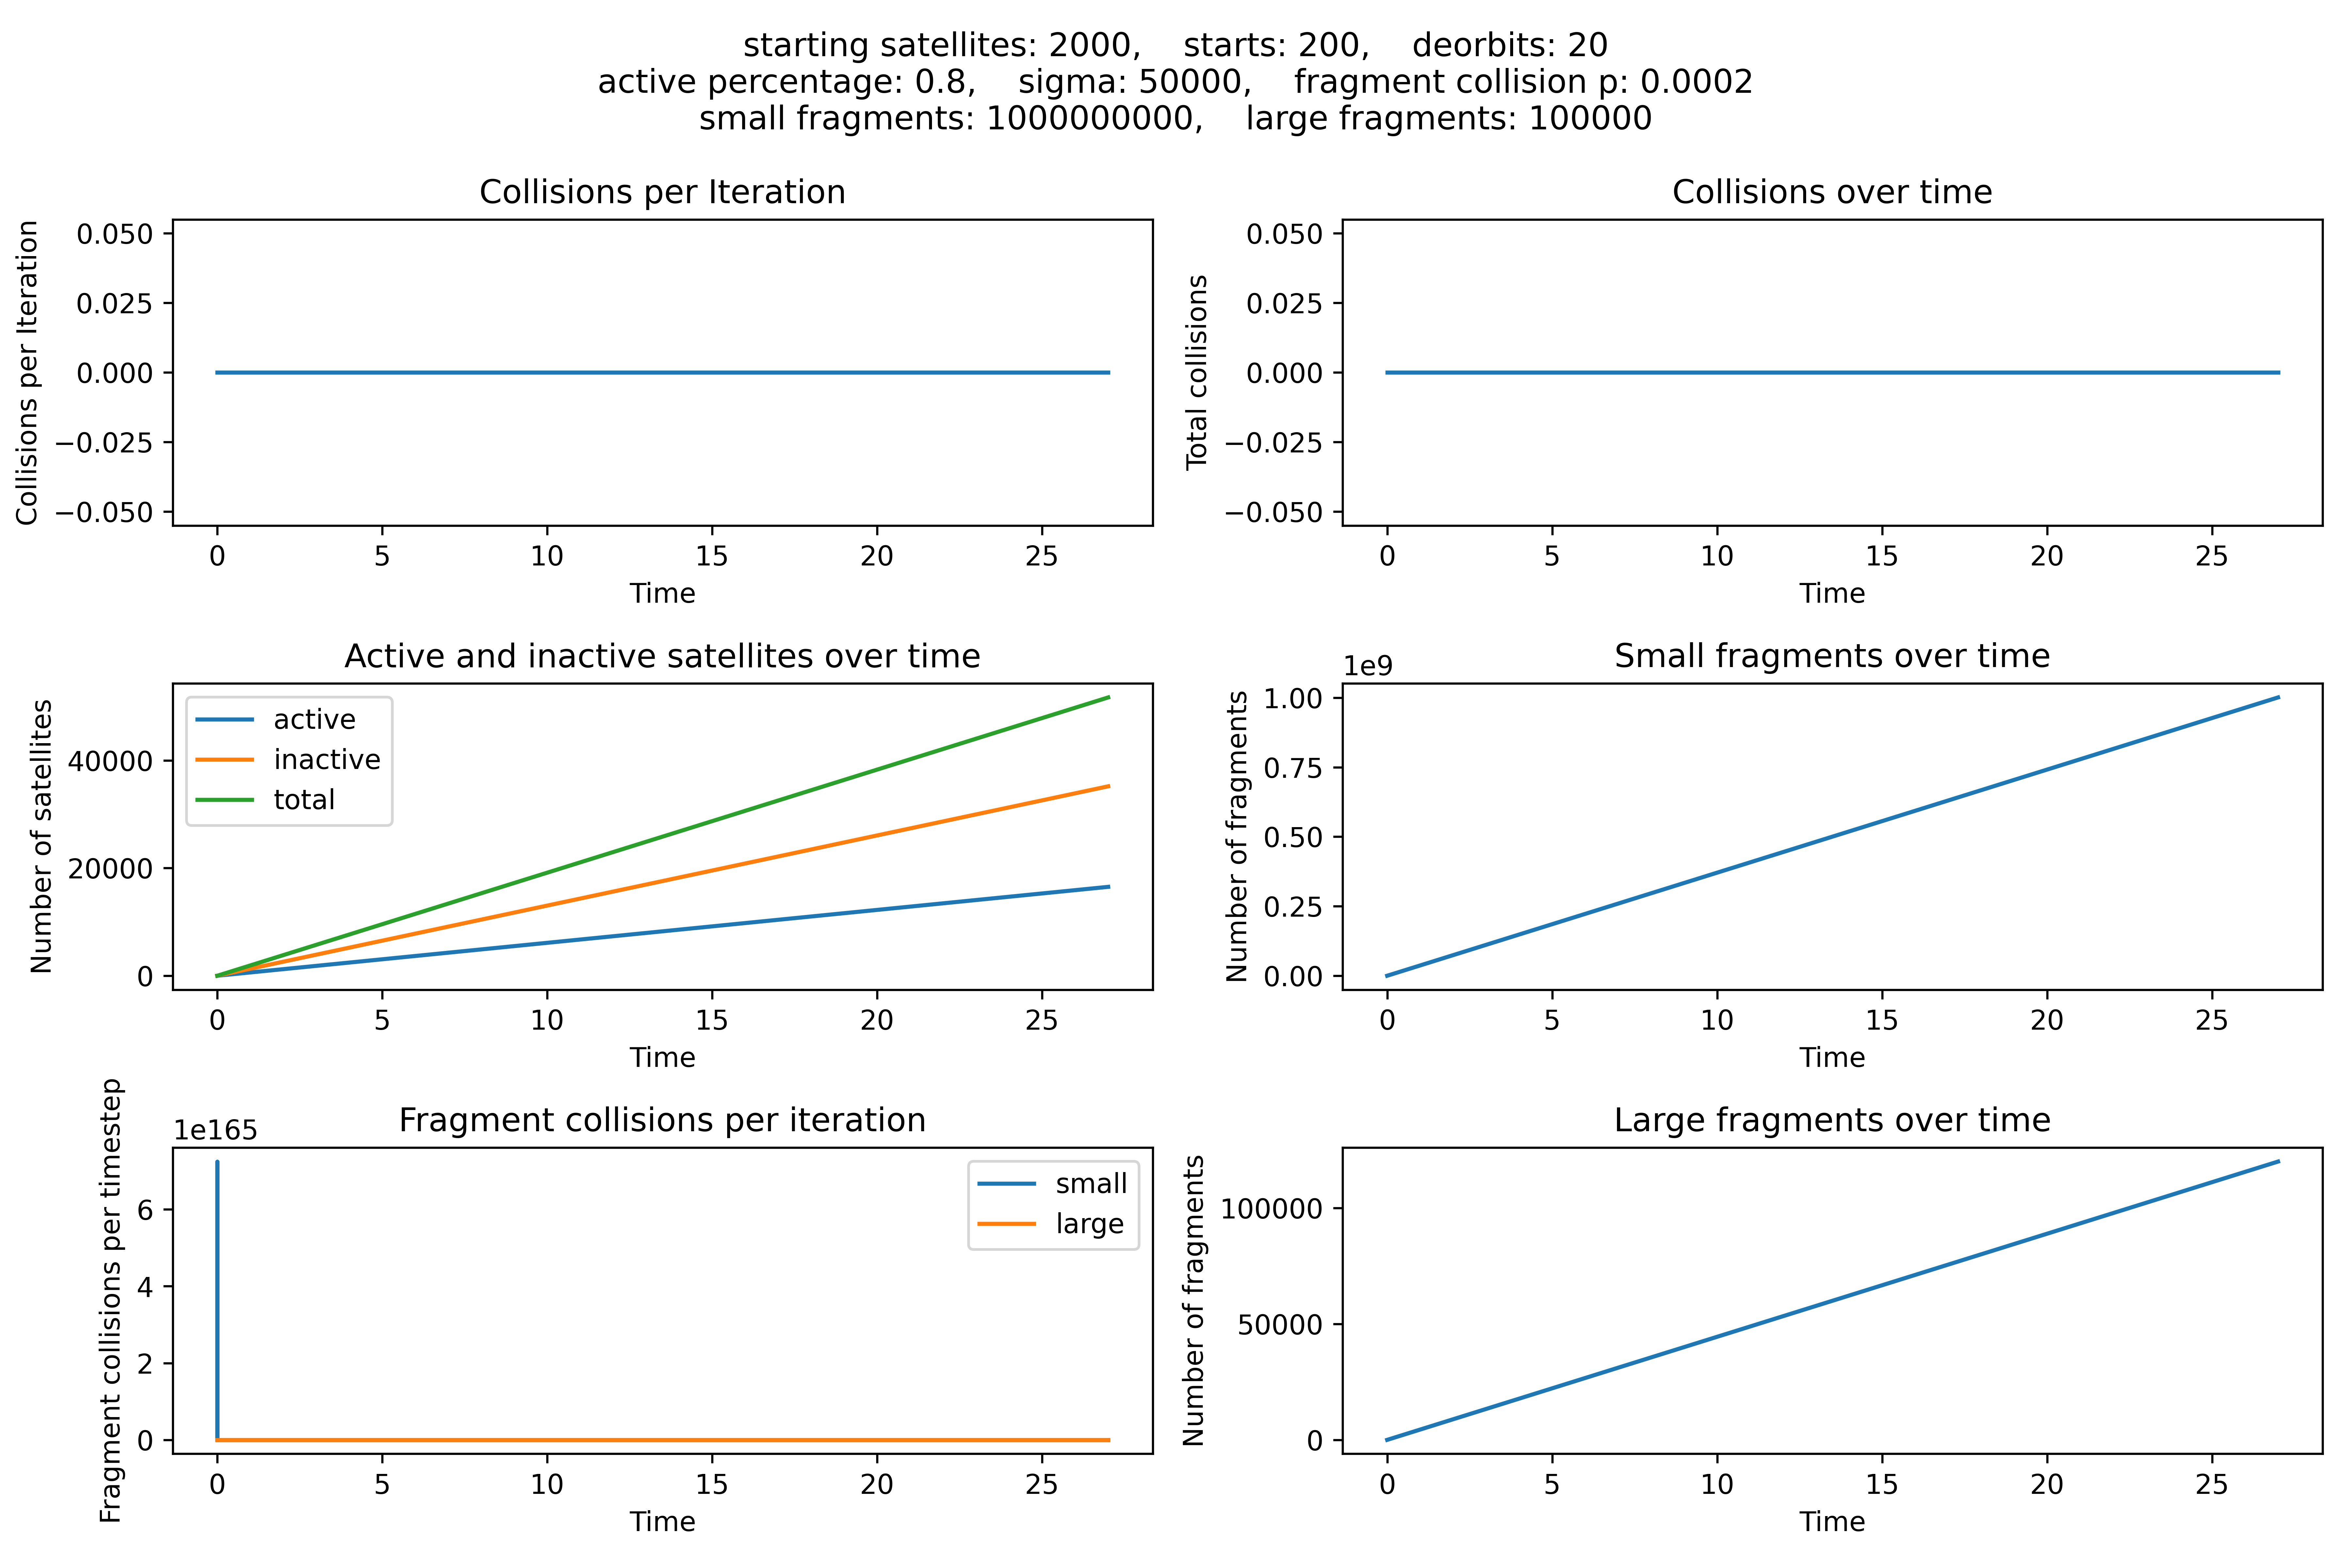 starting satellites: 2000,    starts: 200,    deorbits: 20
active percentage: 0.8,    sigma: 50000,    fragment collision p: 0.0002
small fragments: 1000000000,    large fragments: 100000
Collisions per Iteration
Collisions per Iteration
0.050
0.025
0.000
−0.025
−0.050
0 5 10 15 20 25
Time
Collisions over time
Total collisions
0.050
0.025
0.000
−0.025
−0.050
0 5 10 15 20 25
Time
Active and inactive satellites over time
Number of satellites
40000
20000
0
active
inactive
total
0 5 10 15 20 25
Time
Small fragments over time
1e9
Number of fragments
1.00
0.75
0.50
0.25
0.00
0 5 10 15 20 25
Time
Fragment collisions per iteration
1e165
Fragment collisions per timestep
6
4
2
0
small
large
0 5 10 15 20 25
Time
Large fragments over time
Number of fragments
100000
50000
0
0 5 10 15 20 25
Time